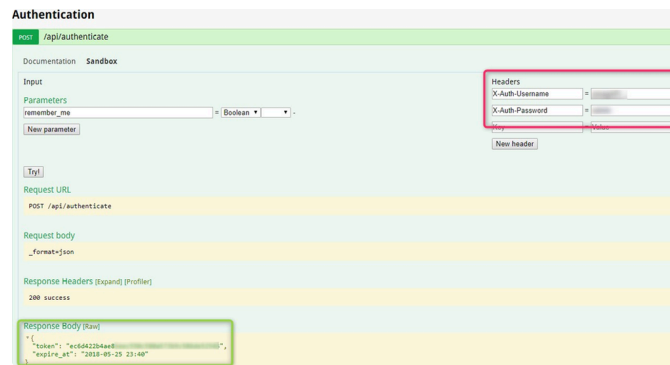 Authentication
POST /api/authenticate
Documentation Sandbox
Input
Headers
X-Auth-Username =
Parameters
remember_me = Boolean -
X-Auth-Password =
New parameter
Key = Value
New header
Try!
Request URL
POST /api/authenticate
Request body
_format=json
Response Headers [Expand] [Profiler]
200 success
Response Body [Raw]
{
"token": "ec6d422b4ae8 ",
"expire_at": "2018-05-25 23:40"
}